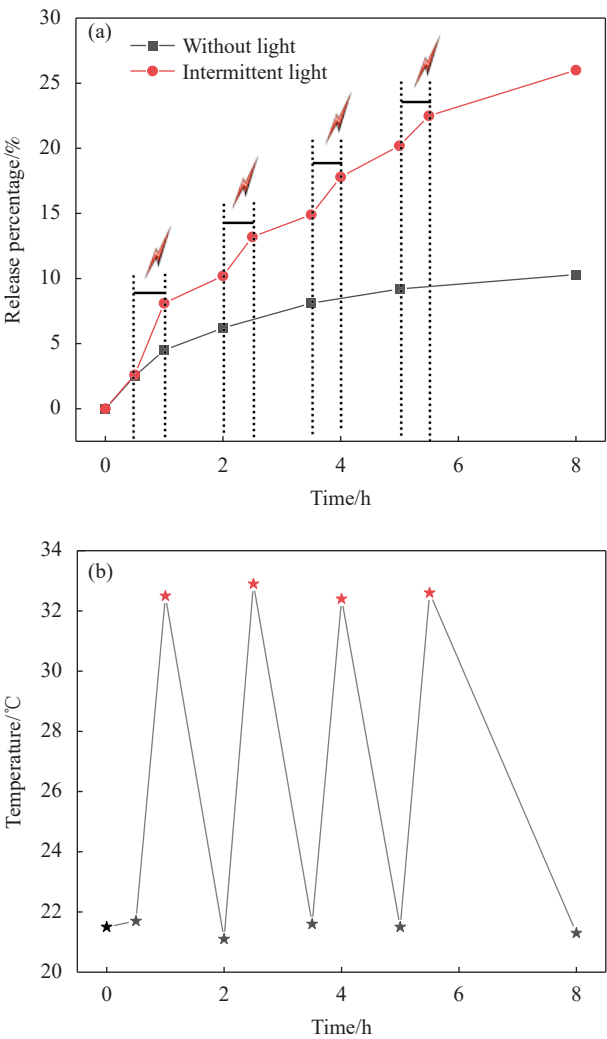 (a)
Without light
Intermittent light
30
25
20
15
10
5
0
Release percentage/%
0 2 4 6 8
Time/h
(b)
34
32
30
28
26
24
22
20
Temperature/℃
0 2 4 6 8
Time/h